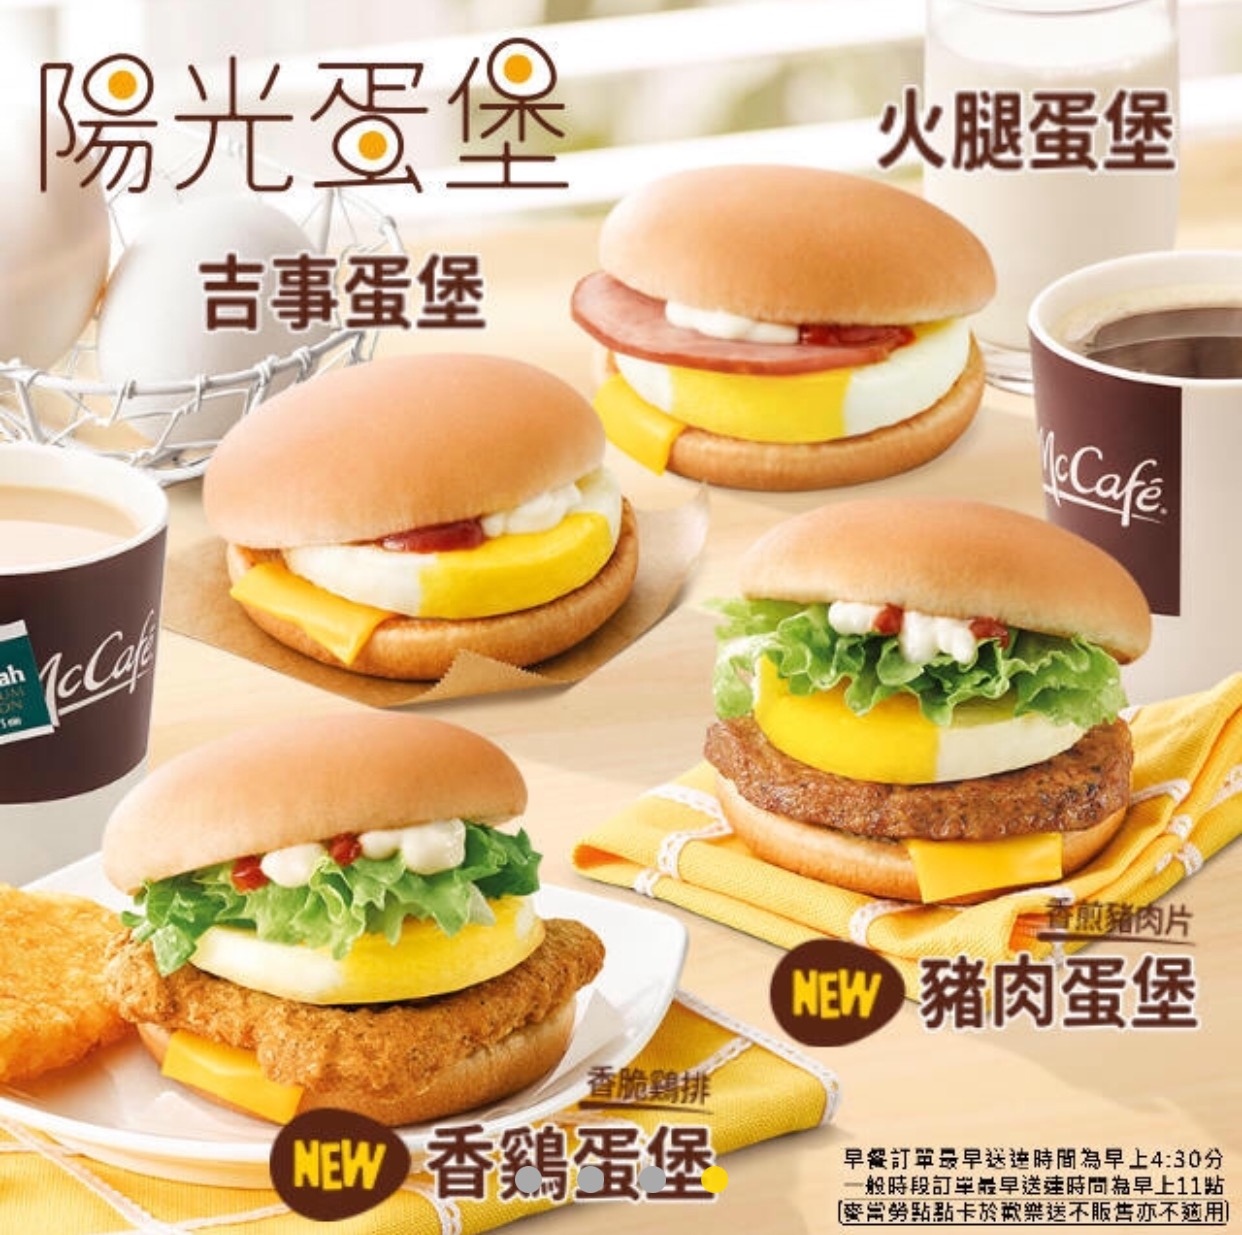 陽光蛋堡
火腿蛋堡
吉事蛋堡
McCafé
McCafé
香煎豬肉片
NEW 豬肉蛋堡
香脆鷄排
NEW 香鷄蛋堡
早餐訂單最早送達時間為早上4:30分
一般時段訂單最早送達時間為早上11點
麥當勞點點卡於歡樂送不販售亦不適用